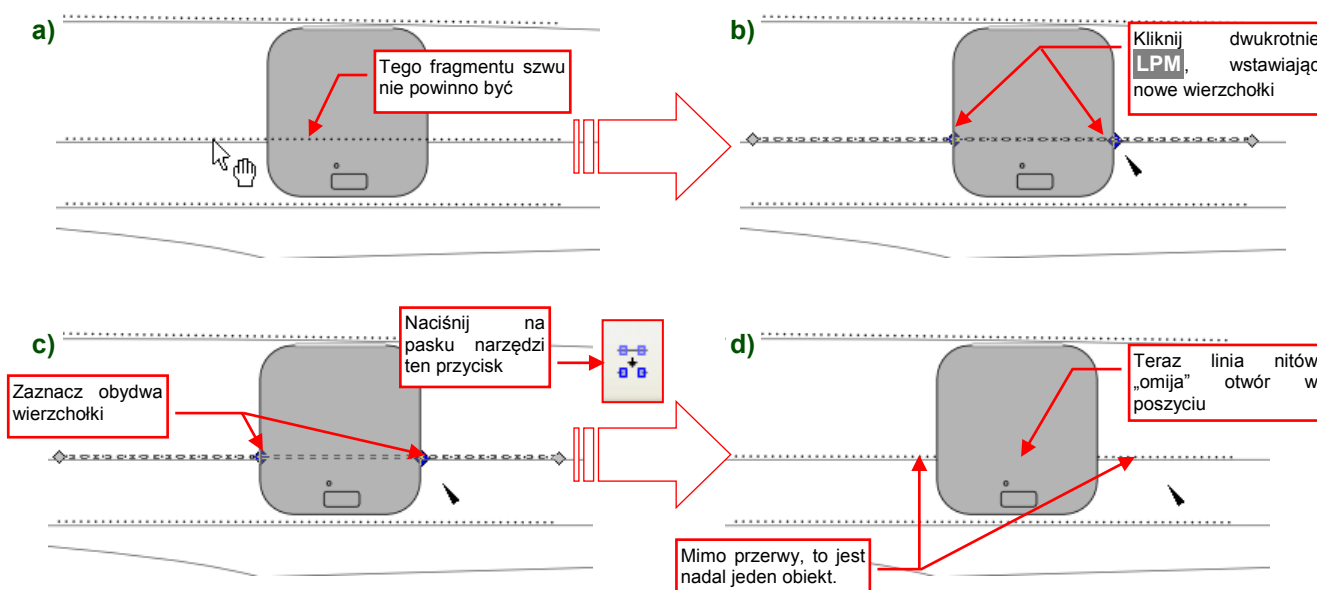 a)
Tego fragmentu szwu
nie powinno być
b)
Kliknij dwukrotnie
LPM, wstawiając
nowe wierzchołki
c)
Zaznacz obydwa
wierzchołki
Naciśnij na
pasku narzędzi
ten przycisk
d)
Teraz linia nitów
„omija” otwór w
poszyciu
Mimo przerwy, to jest
nadal jeden obiekt.